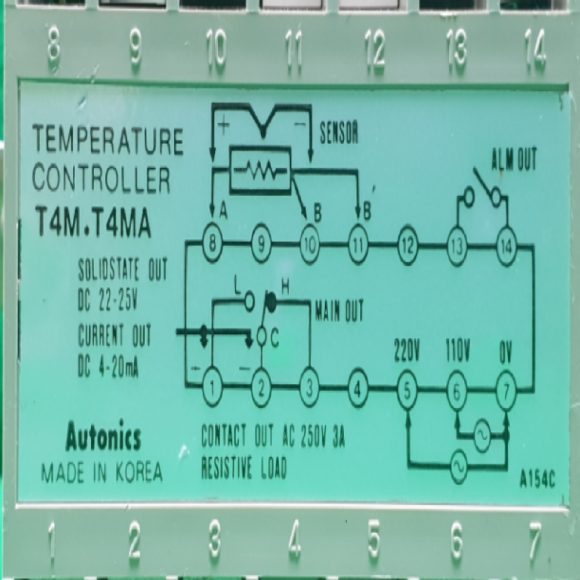 8 9 10 11 12 13 14
TEMPERATURE
CONTROLLER
T4M.T4MA
SOLIDSTATE OUT
DC 22-25V
CURRENT OUT
DC 4-20mA
+ − SENSOR
A B B
ALM OUT
8 9 10 11 12 13 14
L H
MAIN OUT
C
220V 110V 0V
1 2 3 4 5 6 7
Autonics
MADE IN KOREA
CONTACT OUT AC 250V 3A
RESISTIVE LOAD
A154C
1 2 3 4 5 6 7